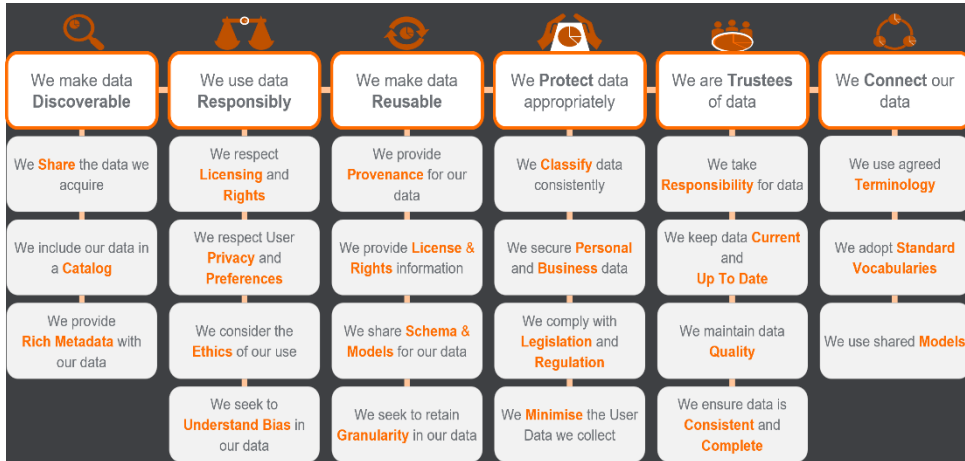 We make data
Discoverable
We use data
Responsibly
We make data
Reusable
We Protect data
appropriately
We are Trustees
of data
We Connect our
data
We Share the data we
acquire
We respect
Licensing and
Rights
We provide
Provenance for our
data
We Classify data
consistently
We take
Responsibility for data
We use agreed
Terminology
We include our data in
a Catalog
We respect User
Privacy and
Preferences
We provide License &
Rights information
We secure Personal
and Business data
We keep data Current
and
Up To Date
We adopt Standard
Vocabularies
We provide
Rich Metadata with
our data
We consider the
Ethics of our use
We share Schema &
Models for our data
We comply with
Legislation and
Regulation
We maintain data
Quality
We use shared Models
We seek to
Understand Bias in
our data
We seek to retain
Granularity in our data
We Minimise the User
Data we collect
We ensure data is
Consistent and
Complete